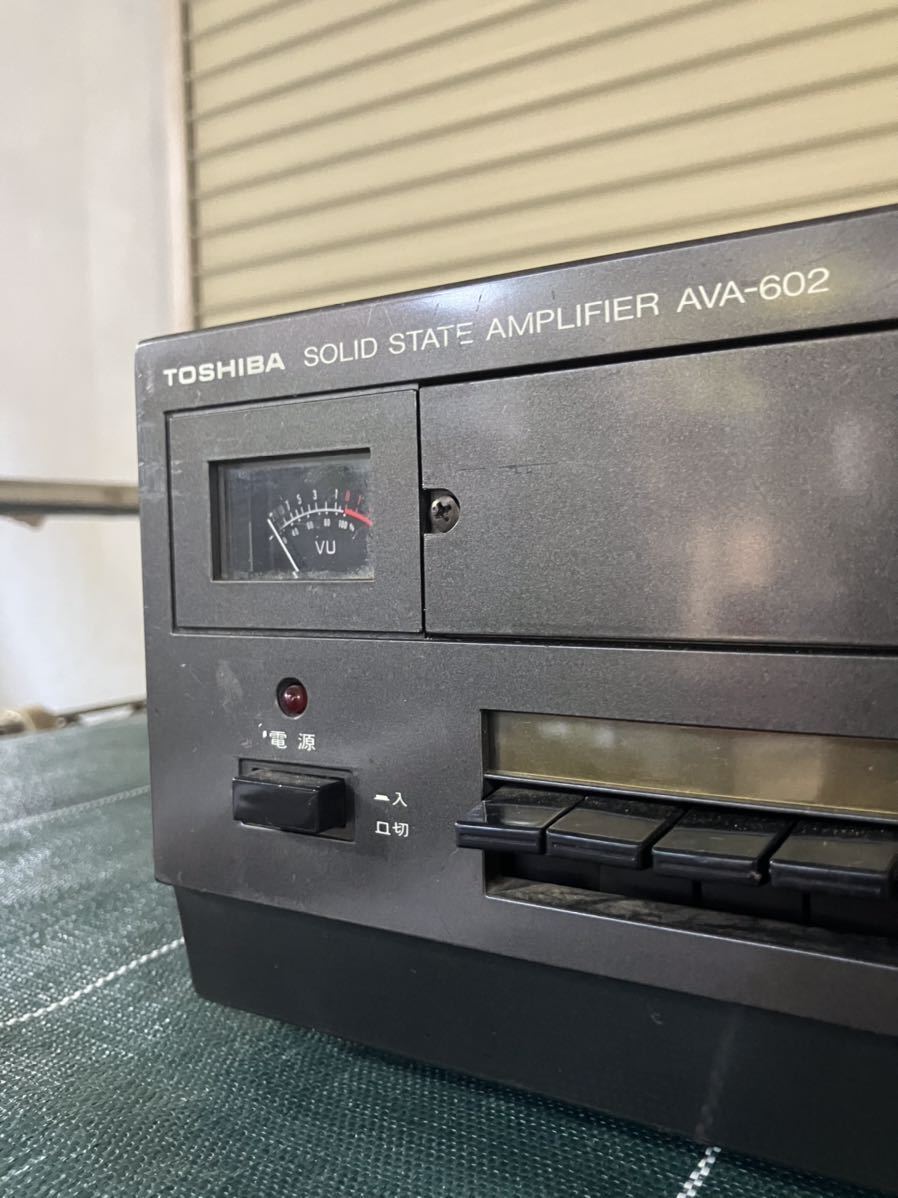 TOSHIBA SOLID STATE AMPLIFIER AVA-602
VU
電源
入
切